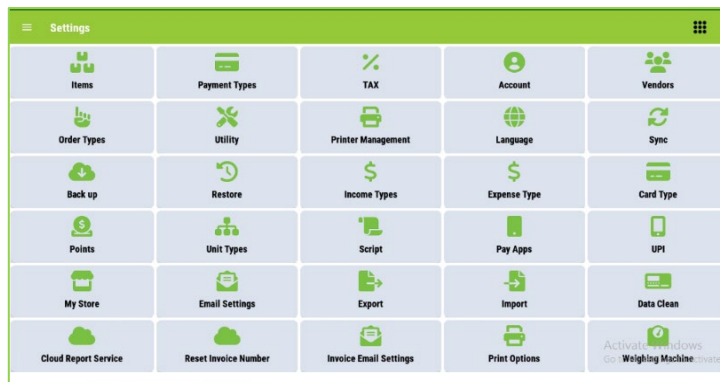 Settings
Items
Payment Types
TAX
Account
Vendors
Order Types
Utility
Printer Management
Language
Sync
Back up
Restore
Income Types
Expense Type
Card Type
Points
Unit Types
Script
Pay Apps
UPI
My Store
Email Settings
Export
Import
Data Clean
Cloud Report Service
Reset Invoice Number
Invoice Email Settings
Print Options
Weighing Machine
Activate Windows
Go t
ctivate